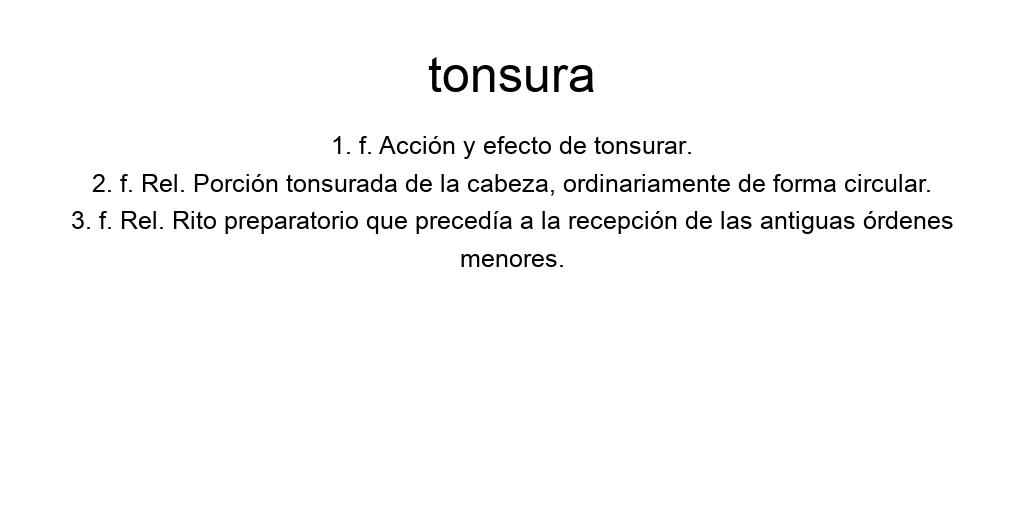 tonsura
1. f. Acción y efecto de tonsurar.
2. f. Rel. Porción tonsurada de la cabeza, ordinariamente de forma circular.
3. f. Rel. Rito preparatorio que precedía a la recepción de las antiguas órdenes
menores.